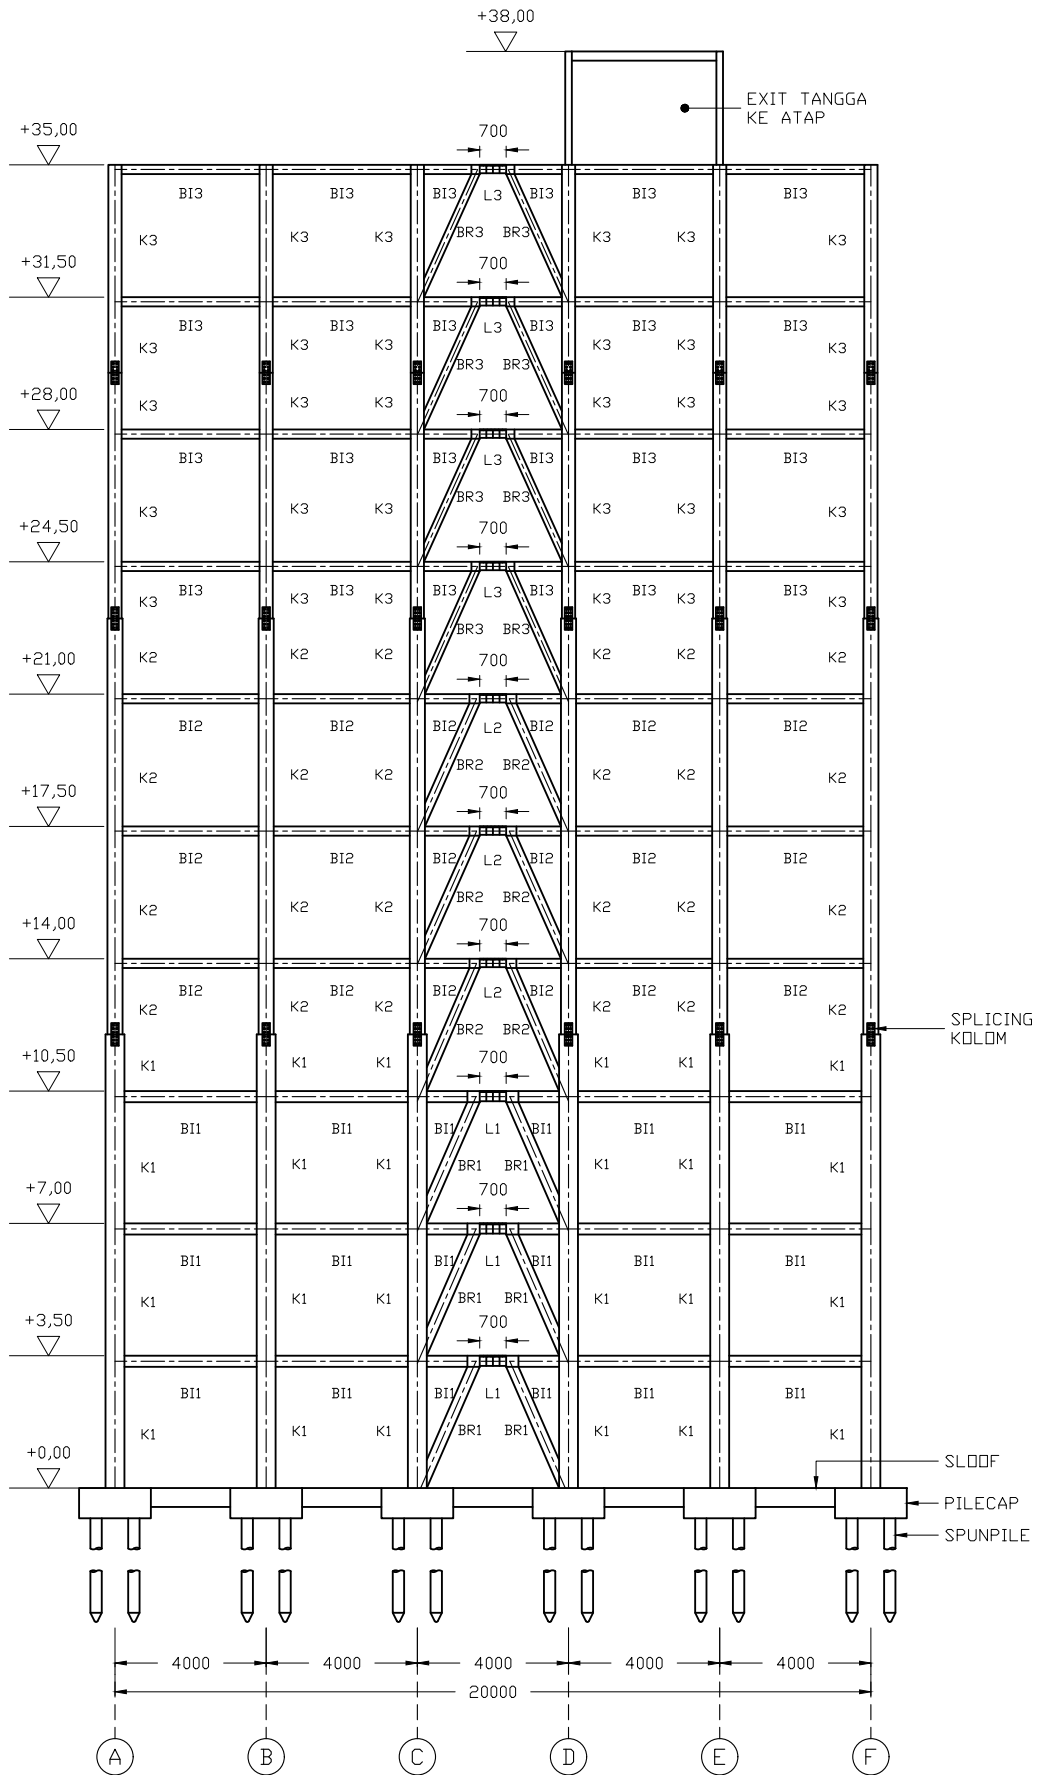 +38,00
EXIT TANGGA
KE ATAP
+35,00
700
BI3 BI3 BI3 L3 BI3 BI3 BI3
K3 K3 K3 BR3 BR3 K3 K3 K3
+31,50
700
BI3 BI3 BI3 L3 BI3 BI3 BI3
K3 K3 K3 K3 K3 K3
BR3 BR3
+28,00
K3 K3 K3 K3 K3 K3
700
BI3 BI3 BI3 L3 BI3 BI3 BI3
K3 K3 K3 BR3 BR3 K3 K3 K3
+24,50
700
BI3 BI3 BI3 L3 BI3 BI3 BI3
K3 K3 K3 K3 K3 K3
BR3 BR3
+21,00
K2 K2 K2 K2 K2 K2
700
BI2 BI2 BI2 L2 BI2 BI2 BI2
K2 K2 K2 BR2 BR2 K2 K2 K2
+17,50
700
BI2 BI2 BI2 L2 BI2 BI2 BI2
K2 K2 K2 BR2 BR2 K2 K2 K2
+14,00
700
BI2 BI2 BI2 L2 BI2 BI2 BI2
K2 K2 K2 K2 K2 K2
BR2 BR2
SPLICING
KOLOM
+10,50
K1 K1 K1 K1 K1 K1
700
BI1 BI1 BI1 L1 BI1 BI1 BI1
K1 K1 K1 BR1 BR1 K1 K1 K1
+7,00
700
BI1 BI1 BI1 L1 BI1 BI1 BI1
K1 K1 K1 BR1 BR1 K1 K1 K1
+3,50
700
BI1 BI1 BI1 L1 BI1 BI1 BI1
K1 K1 K1 BR1 BR1 K1 K1 K1
+0,00
SLOOF
PILECAP
SPUNPILE
4000 4000 4000 4000 4000
20000
A B C D E F